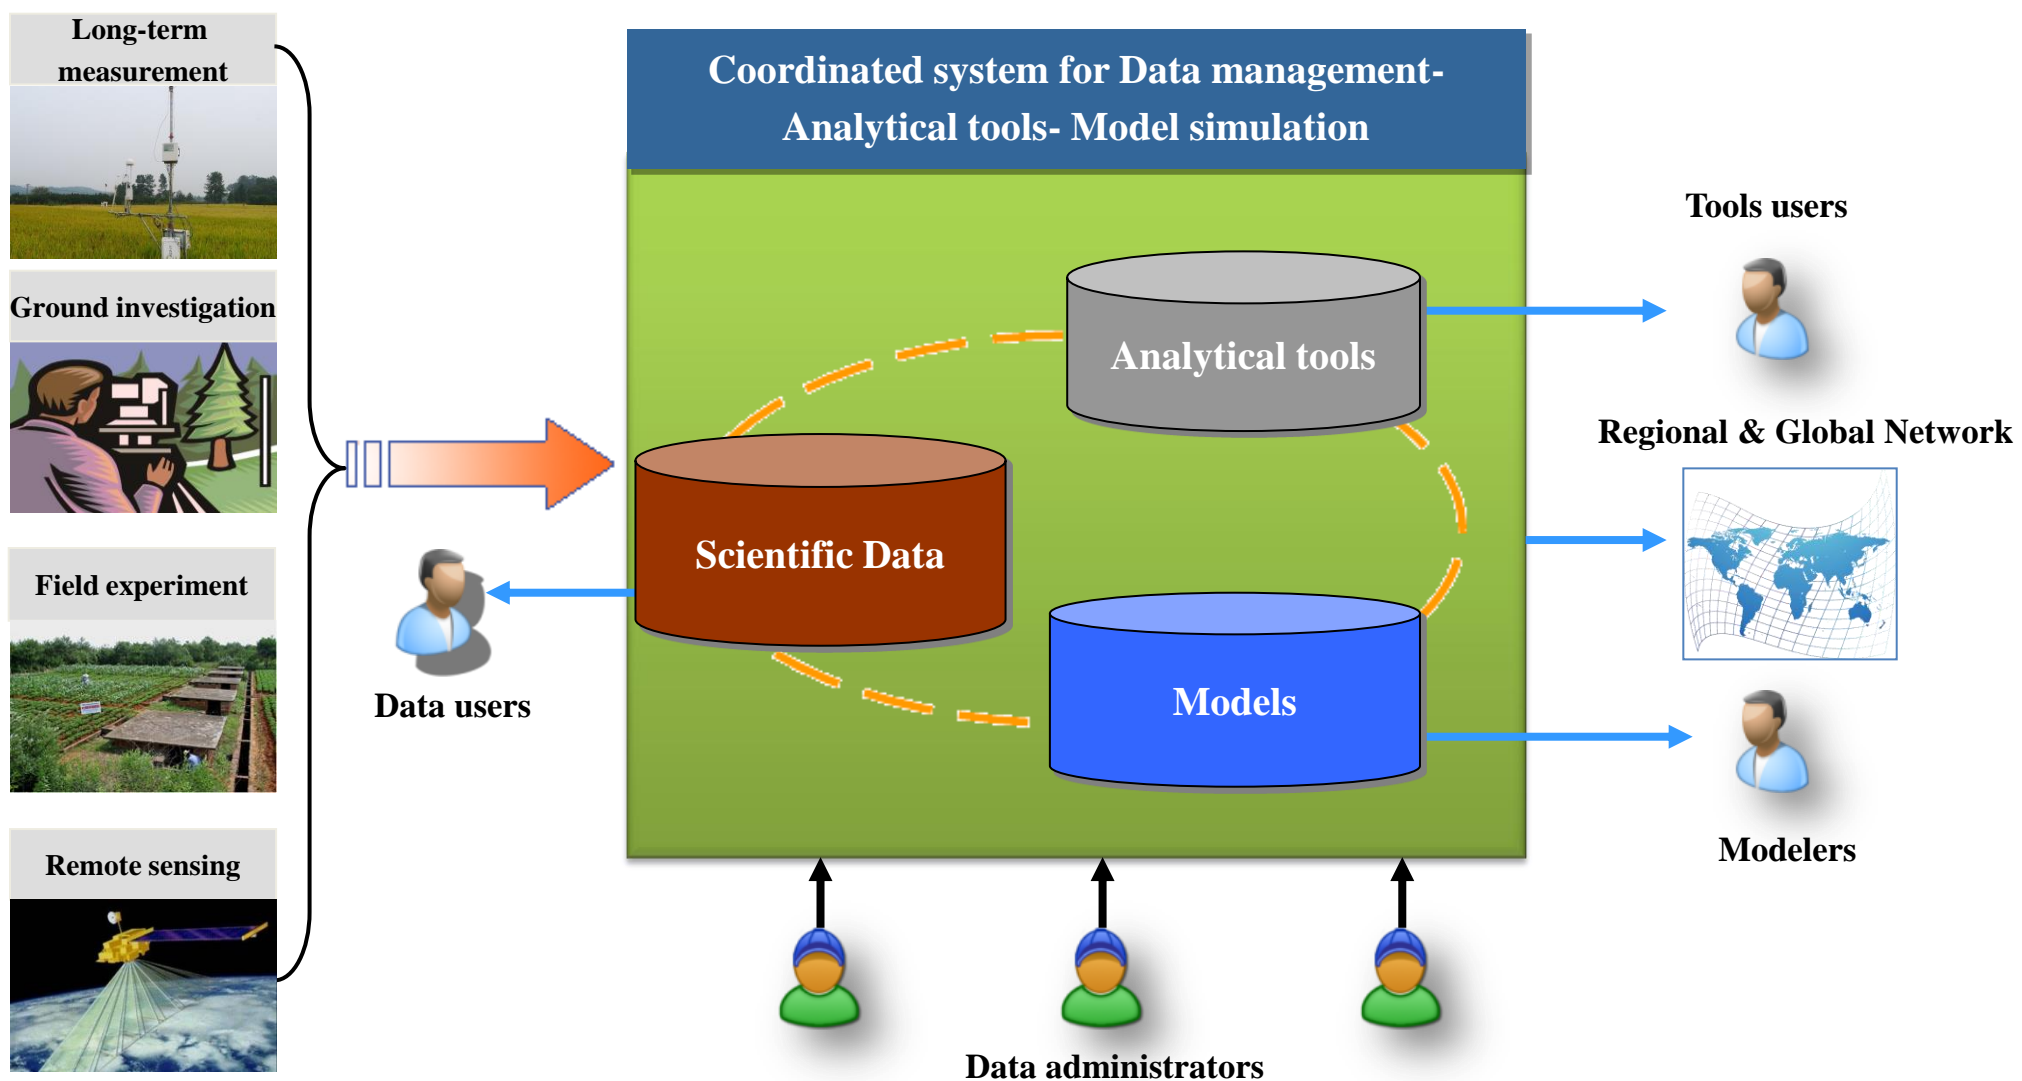 Long-term
measurement
Ground investigation
Field experiment
Remote sensing
Coordinated system for Data management-
Analytical tools- Model simulation
Analytical tools
Scientific Data
Models
Data users
Tools users
Regional & Global Network
Modelers
Data administrators